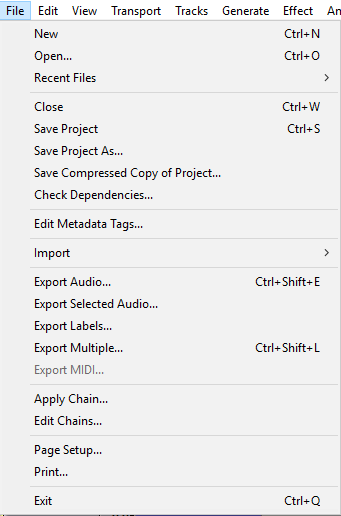 File Edit View Transport Tracks Generate Effect An
New Ctrl+N
Open... Ctrl+O
Recent Files
Close Ctrl+W
Save Project Ctrl+S
Save Project As...
Save Compressed Copy of Project...
Check Dependencies...
Edit Metadata Tags...
Import
Export Audio... Ctrl+Shift+E
Export Selected Audio...
Export Labels...
Export Multiple... Ctrl+Shift+L
Export MIDI...
Apply Chain...
Edit Chains...
Page Setup...
Print...
Exit Ctrl+Q